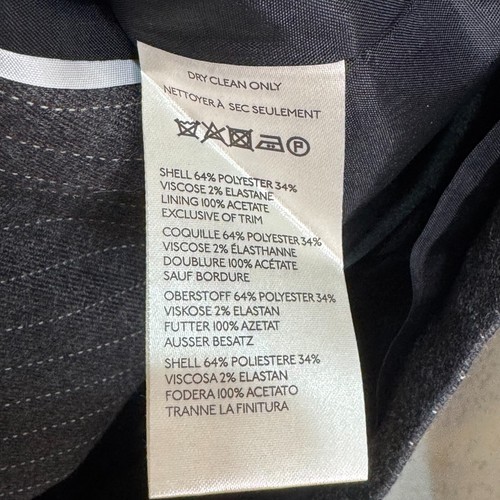 DRY CLEAN ONLY
NETTOYER À SEC SEULEMENT
P
SHELL 64% POLYESTER 34%
VISCOSE 2% ELASTANE
LINING 100% ACETATE
EXCLUSIVE OF TRIM
COQUILLE 64% POLYESTER 34%
VISCOSE 2% ÉLASTHANNE
DOUBLURE 100% ACÉTATE
SAUF BORDURE
OBERSTOFF 64% POLYESTER 34%
VISKOSE 2% ELASTAN
FUTTER 100% AZETAT
AUSSER BESATZ
SHELL 64% POLIESTERE 34%
VISCOSA 2% ELASTAN
FODERA 100% ACETATO
TRANNE LA FINITURA